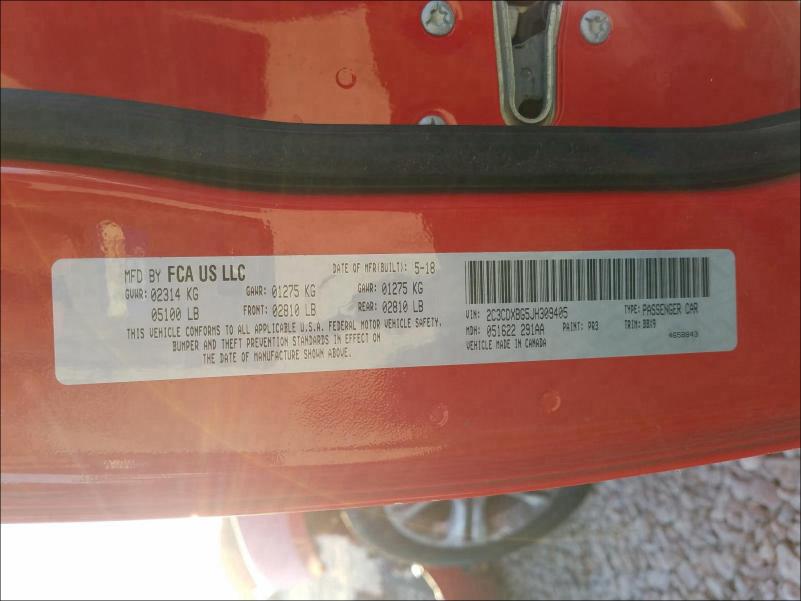 MFD BY FCA US LLC
DATE OF MFR(BUILT): 5-18
GVWR: 02314 KG
GAWR: 01275 KG
GAWR: 01275 KG
05100 LB
FRONT: 02810 LB
REAR: 02810 LB
THIS VEHICLE CONFORMS TO ALL APPLICABLE U.S.A. FEDERAL MOTOR VEHICLE SAFETY,
BUMPER AND THEFT PREVENTION STANDARDS IN EFFECT ON
THE DATE OF MANUFACTURE SHOWN ABOVE.
VIN: 2C3CDXBG5JH309405
TYPE: PASSENGER CAR
MDH: 051622 291AA
PAINT: PR3
TRIM: BBX9
VEHICLE MADE IN CANADA
4658843